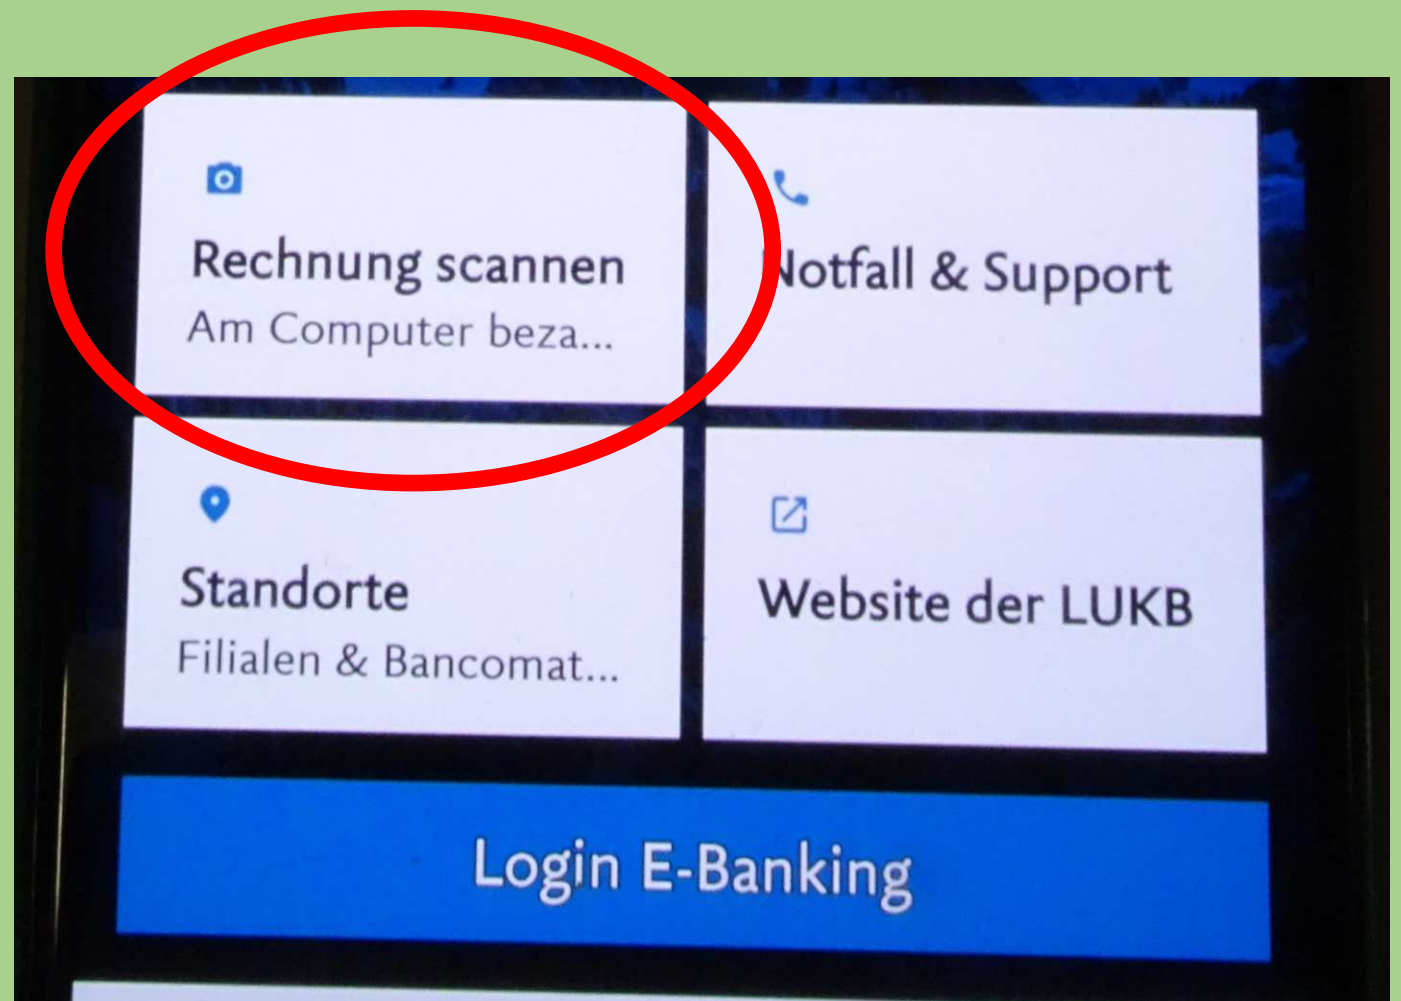 Rechnung scannen
Am Computer beza...
Notfall & Support
Standorte
Filialen & Bancomat...
Website der LUKB
Login E-Banking